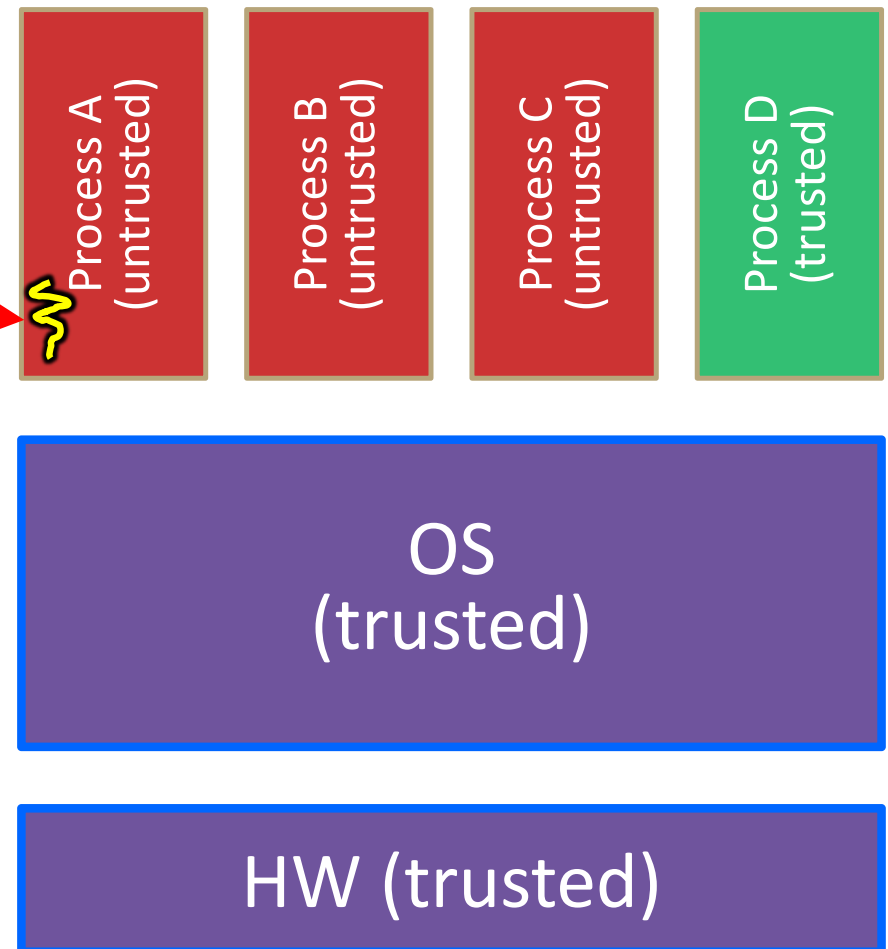 Process A
(untrusted)
Process B
(untrusted)
Process C
(untrusted)
Process D
(trusted)
OS
(trusted)
HW (trusted)